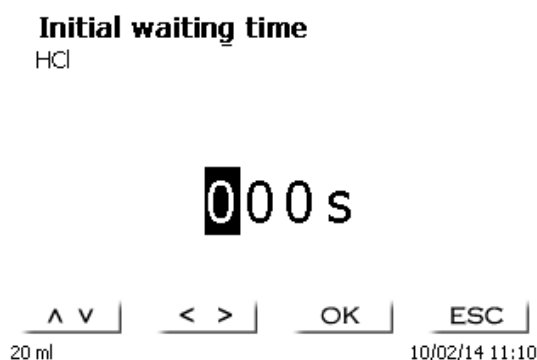 Initial waiting time
HCl
000s
∧ ∨ < > OK ESC
20 ml 10/02/14 11:10